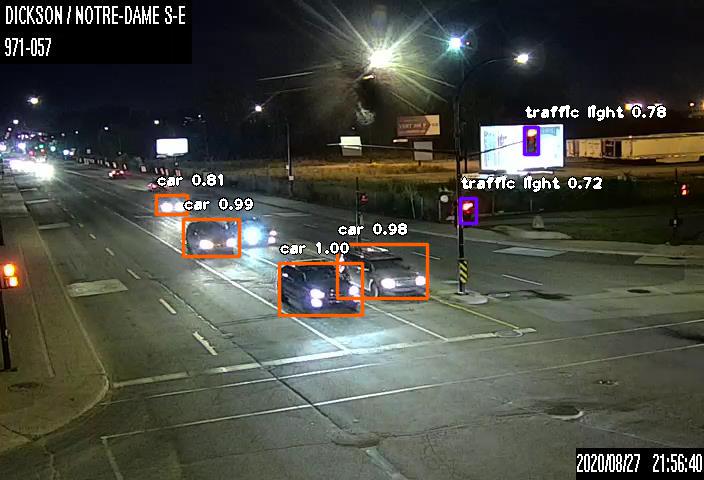 DICKSON / NOTRE-DAME S-E
971-057
traffic light 0.78
traffic light 0.72
car 0.81
car 0.99
car 0.98
car 1.00
2020/08/27 21:56:40